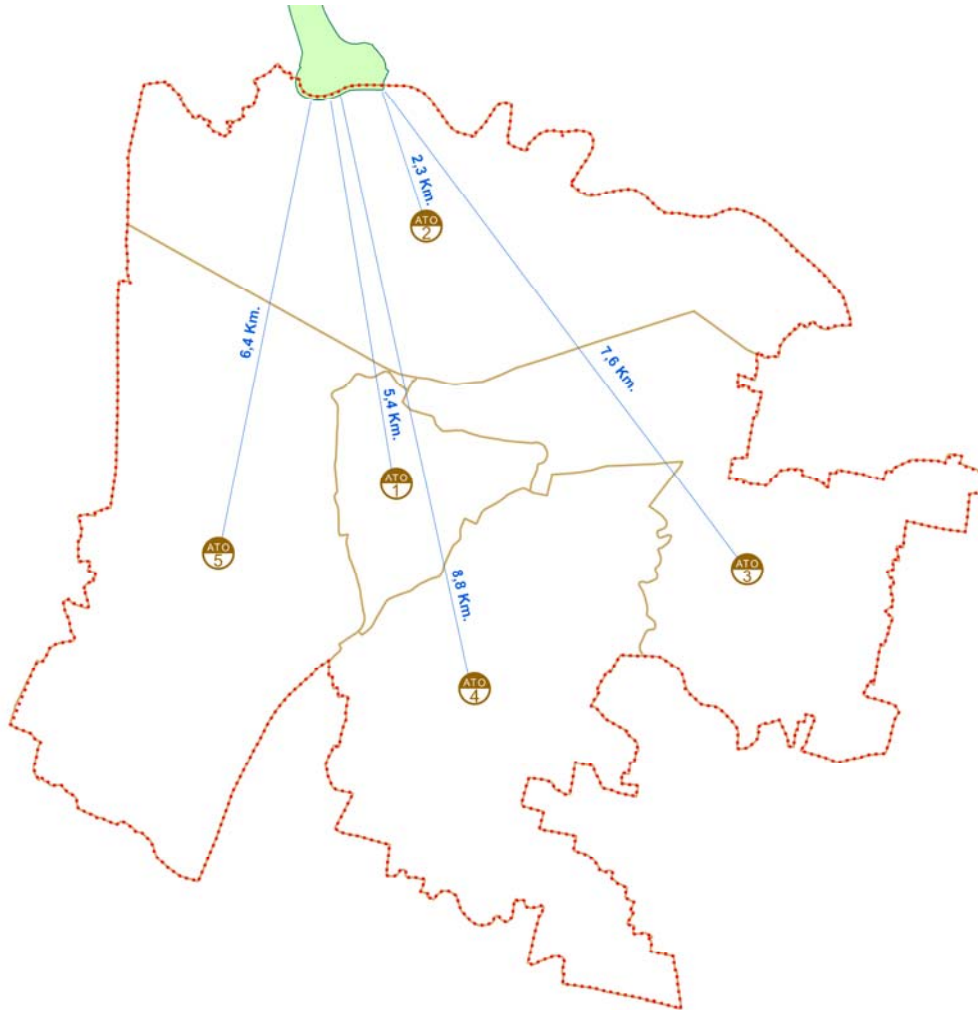 2,3 Km.
ATO
2
6,4 Km.
7,6 Km.
5,4 Km.
ATO
1
ATO
5
ATO
3
8,8 Km.
ATO
4